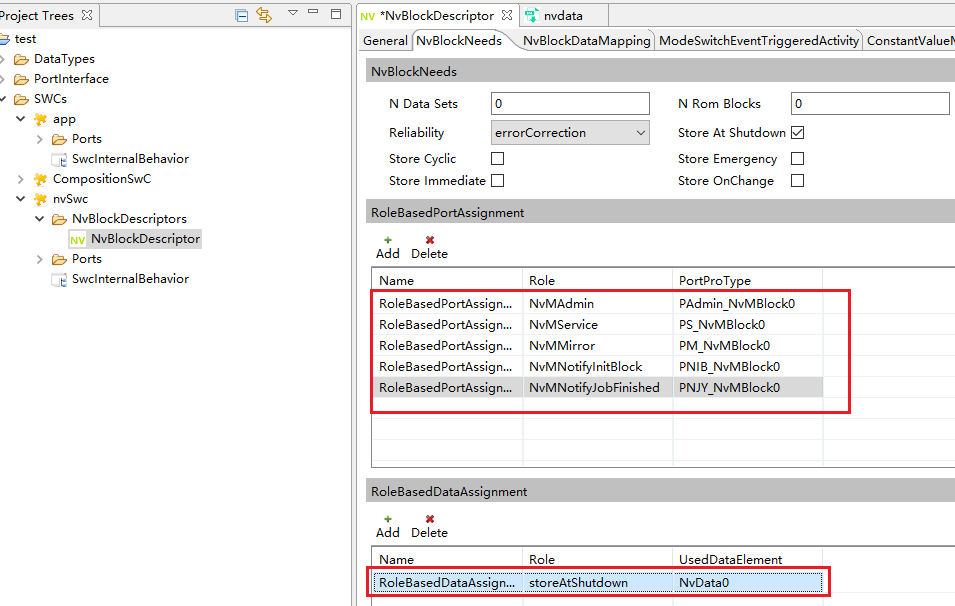 Project Trees
test
DataTypes
PortInterface
SWCs
app
Ports
SwcInternalBehavior
CompositionSwC
nvSwc
NvBlockDescriptors
NV NvBlockDescriptor
Ports
SwcInternalBehavior
NV *NvBlockDescriptor nvdata
General NvBlockNeeds NvBlockDataMapping ModeSwitchEventTriggeredActivity ConstantValueM
NvBlockNeeds
N Data Sets 0 N Rom Blocks 0
Reliability errorCorrection Store At Shutdown
Store Cyclic Store Emergency
Store Immediate Store OnChange
RoleBasedPortAssignment
Add Delete
Name Role PortProType
RoleBasedPortAssign... NvMAdmin PAdmin_NvMBlock0
RoleBasedPortAssign... NvMService PS_NvMBlock0
RoleBasedPortAssign... NvMMirror PM_NvMBlock0
RoleBasedPortAssign... NvMNotifyInitBlock PNIB_NvMBlock0
RoleBasedPortAssign... NvMNotifyJobFinished PNJY_NvMBlock0
RoleBasedDataAssignment
Add Delete
Name Role UsedDataElement
RoleBasedDataAssign... storeAtShutdown NvData0